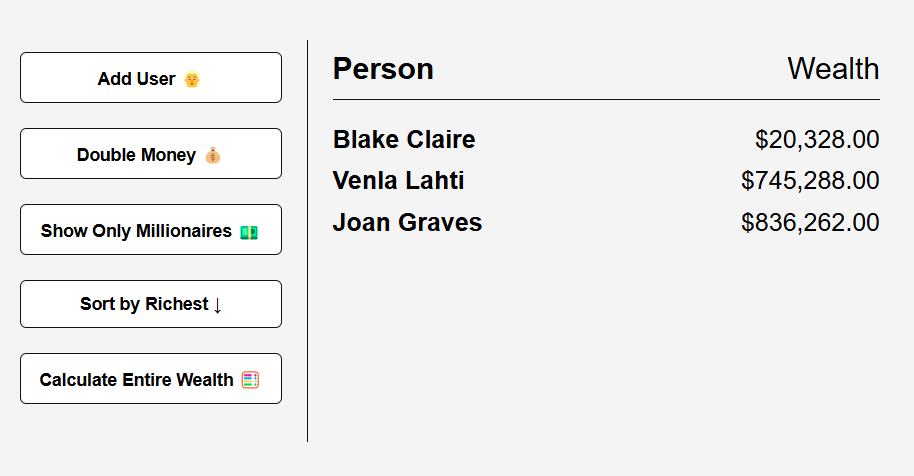 Add User 👱
Double Money 💰
Show Only Millionaires 💵
Sort by Richest ↓
Calculate Entire Wealth 🧮
Person Wealth
Blake Claire $20,328.00
Venla Lahti $745,288.00
Joan Graves $836,262.00